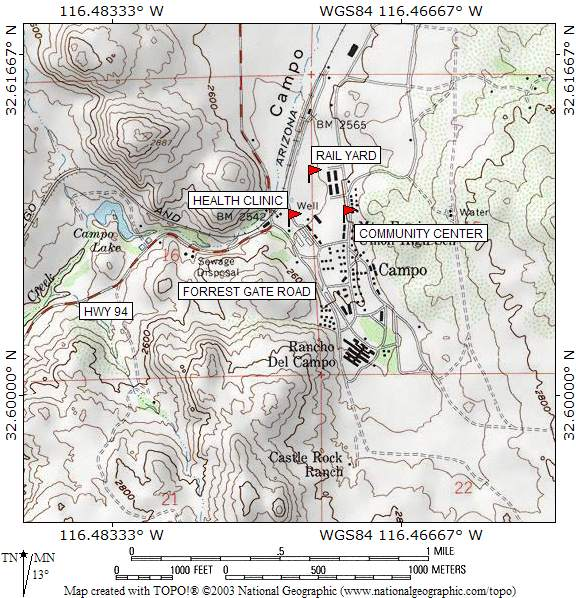 116.48333° W
WGS84 116.46667° W
32.61667° N
32.61667° N
Campo
2600
ARIZONA
BM 2565
2887
RAIL YARD
HEALTH CLINIC
Well
AND
BM 2542
Water
COMMUNITY CENTER
Campo
Lake
16
Sewage
Disposal
Campo
Creek
FORREST GATE ROAD
HWY 94
Rancho
Del Campo
32.60000° N
32.60000° N
2800
Castle Rock
Ranch
2800
21
22
116.48333° W
WGS84 116.46667° W
TN MN
13°
0 .5 1 MILE
0 1000 FEET 0 500 1000 METERS
Map created with TOPO!® ©2003 National Geographic (www.nationalgeographic.com/topo)